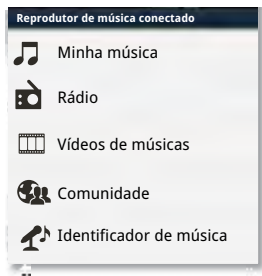 Reprodutor de música conectado
Minha música
Rádio
Vídeos de músicas
Comunidade
Identificador de música